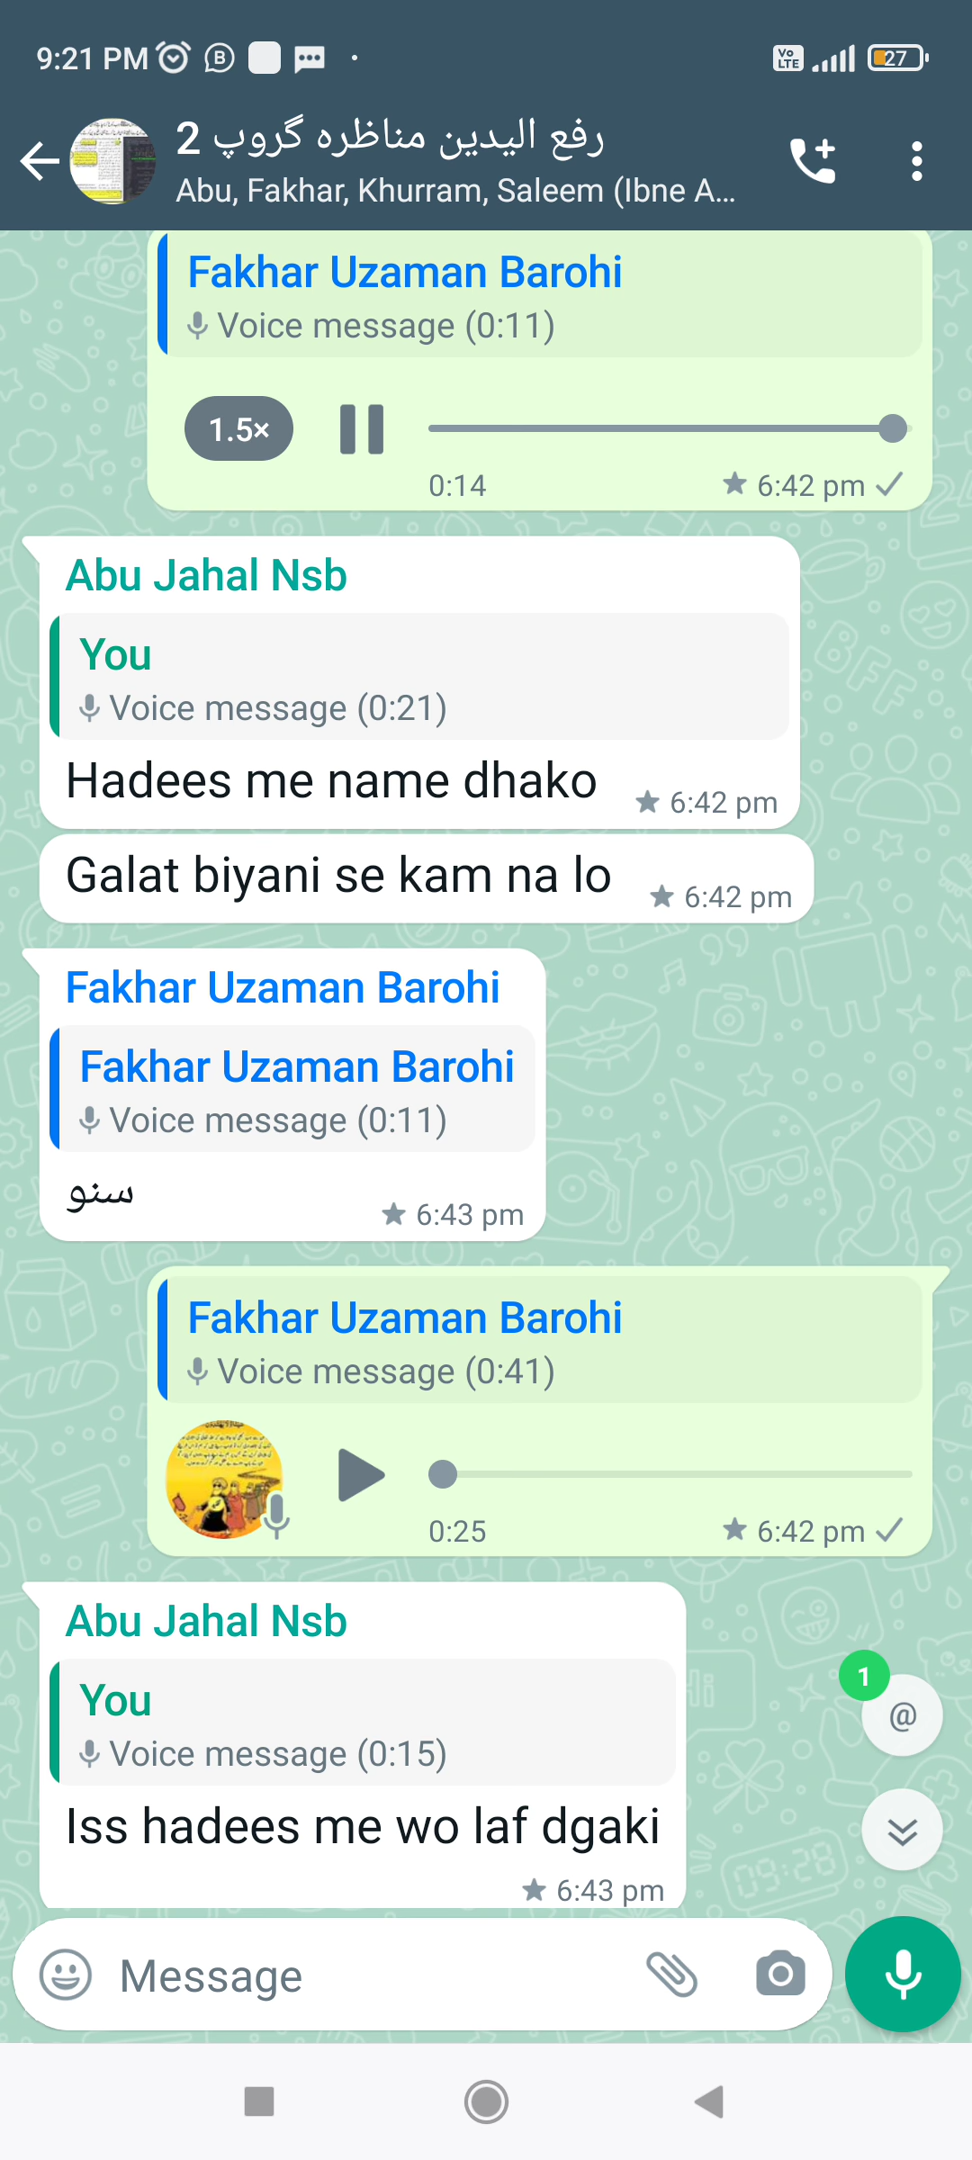 9:21 PM
Vo LTE
27
رفع الیدین مناظرہ گروپ 2
Abu, Fakhar, Khurram, Saleem (Ibne A...
Fakhar Uzaman Barohi
Voice message (0:11)
1.5×
0:14
6:42 pm
Abu Jahal Nsb
You
Voice message (0:21)
Hadees me name dhako
6:42 pm
Galat biyani se kam na lo
6:42 pm
Fakhar Uzaman Barohi
Fakhar Uzaman Barohi
Voice message (0:11)
سنو
6:43 pm
Fakhar Uzaman Barohi
Voice message (0:41)
0:25
6:42 pm
Abu Jahal Nsb
You
Voice message (0:15)
1
@
Iss hadees me wo laf dgaki
6:43 pm
Message